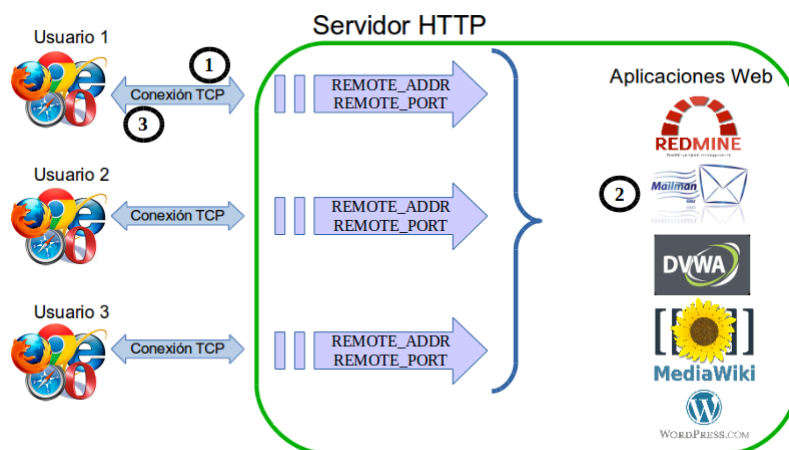 Servidor HTTP
Usuario 1
1
Conexión TCP
3
REMOTE_ADDR
REMOTE_PORT
Aplicaciones Web
REDMINE
2
Mailman
Usuario 2
Conexión TCP
REMOTE_ADDR
REMOTE_PORT
DVWA
Usuario 3
Conexión TCP
REMOTE_ADDR
REMOTE_PORT
[[ ]]
MediaWiki
W
WORDPRESS.COM